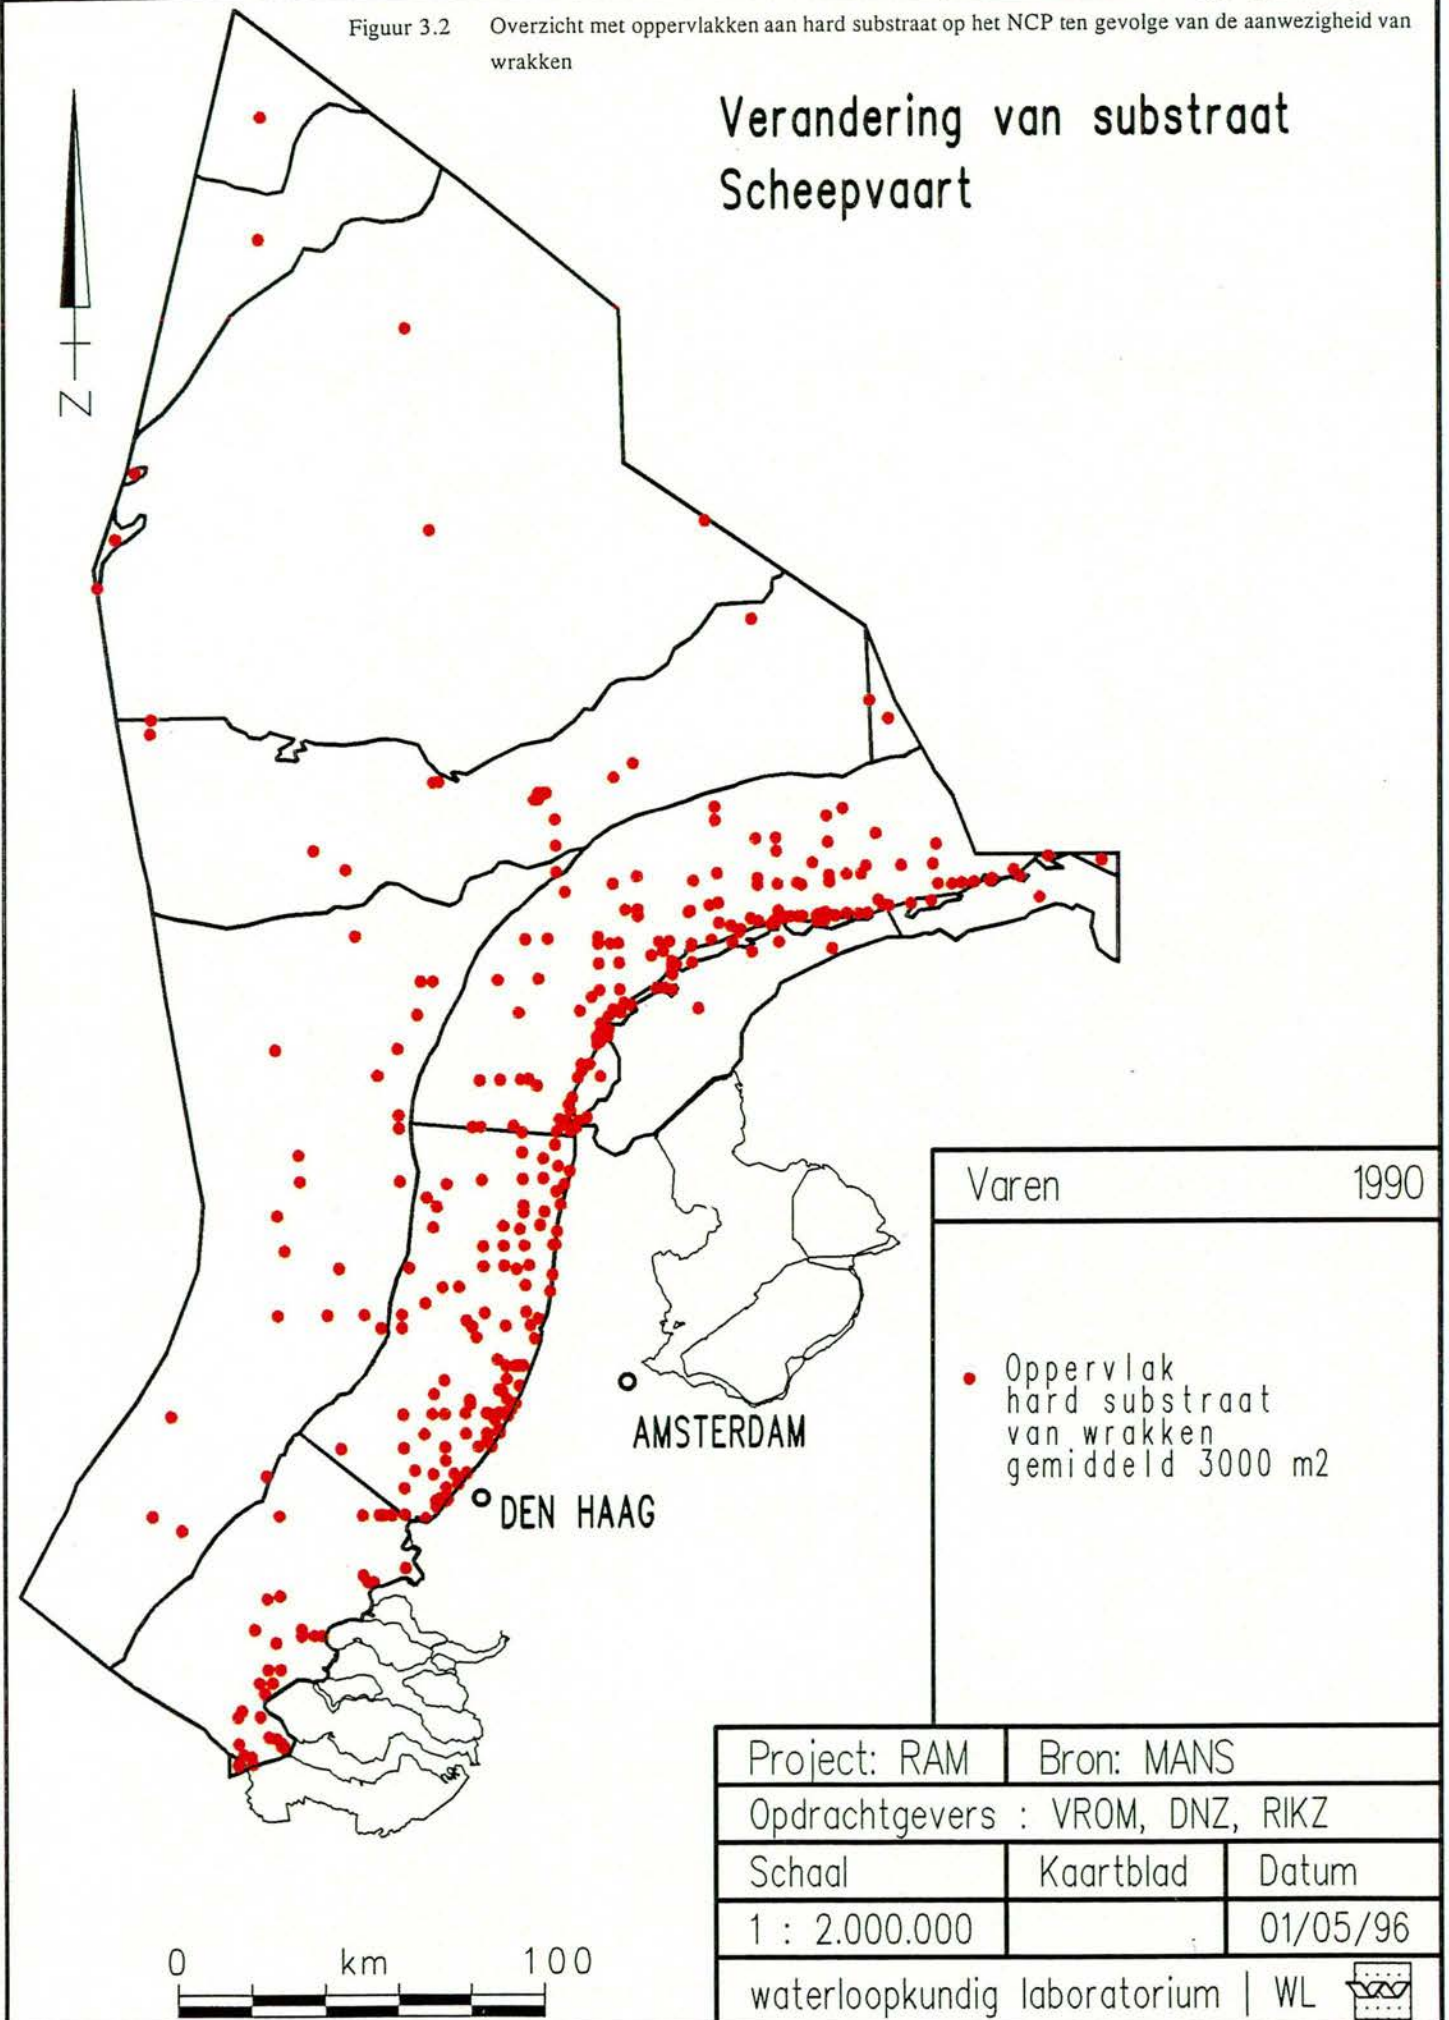 Figuur 3.2 Overzicht met oppervlakken aan hard substraat op het NCP ten gevolge van de aanwezigheid van
wrakken
Verandering van substraat
Scheepvaart
N
AMSTERDAM
DEN HAAG
Varen 1990
Oppervlak
hard substraat
van wrakken
gemiddeld 3000 m2
Project: RAM Bron: MANS
Opdrachtgevers : VROM, DNZ, RIKZ
Schaal Kaartblad Datum
1 : 2.000.000 01/05/96
waterloopkundig laboratorium | WL
0 km 100